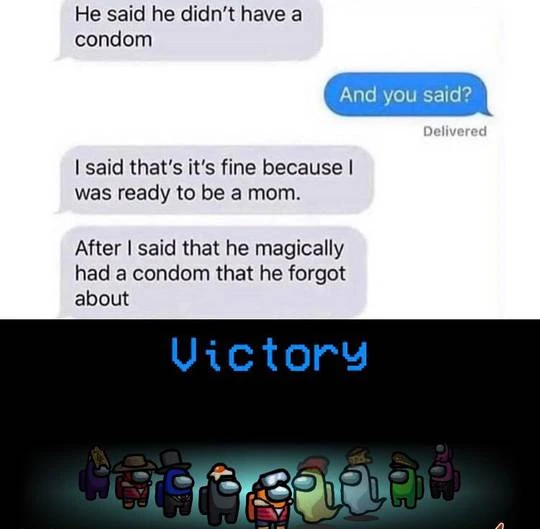 He said he didn't have a
condom
And you said?
Delivered
I said that's it's fine because I
was ready to be a mom.
After I said that he magically
had a condom that he forgot
about
Victory